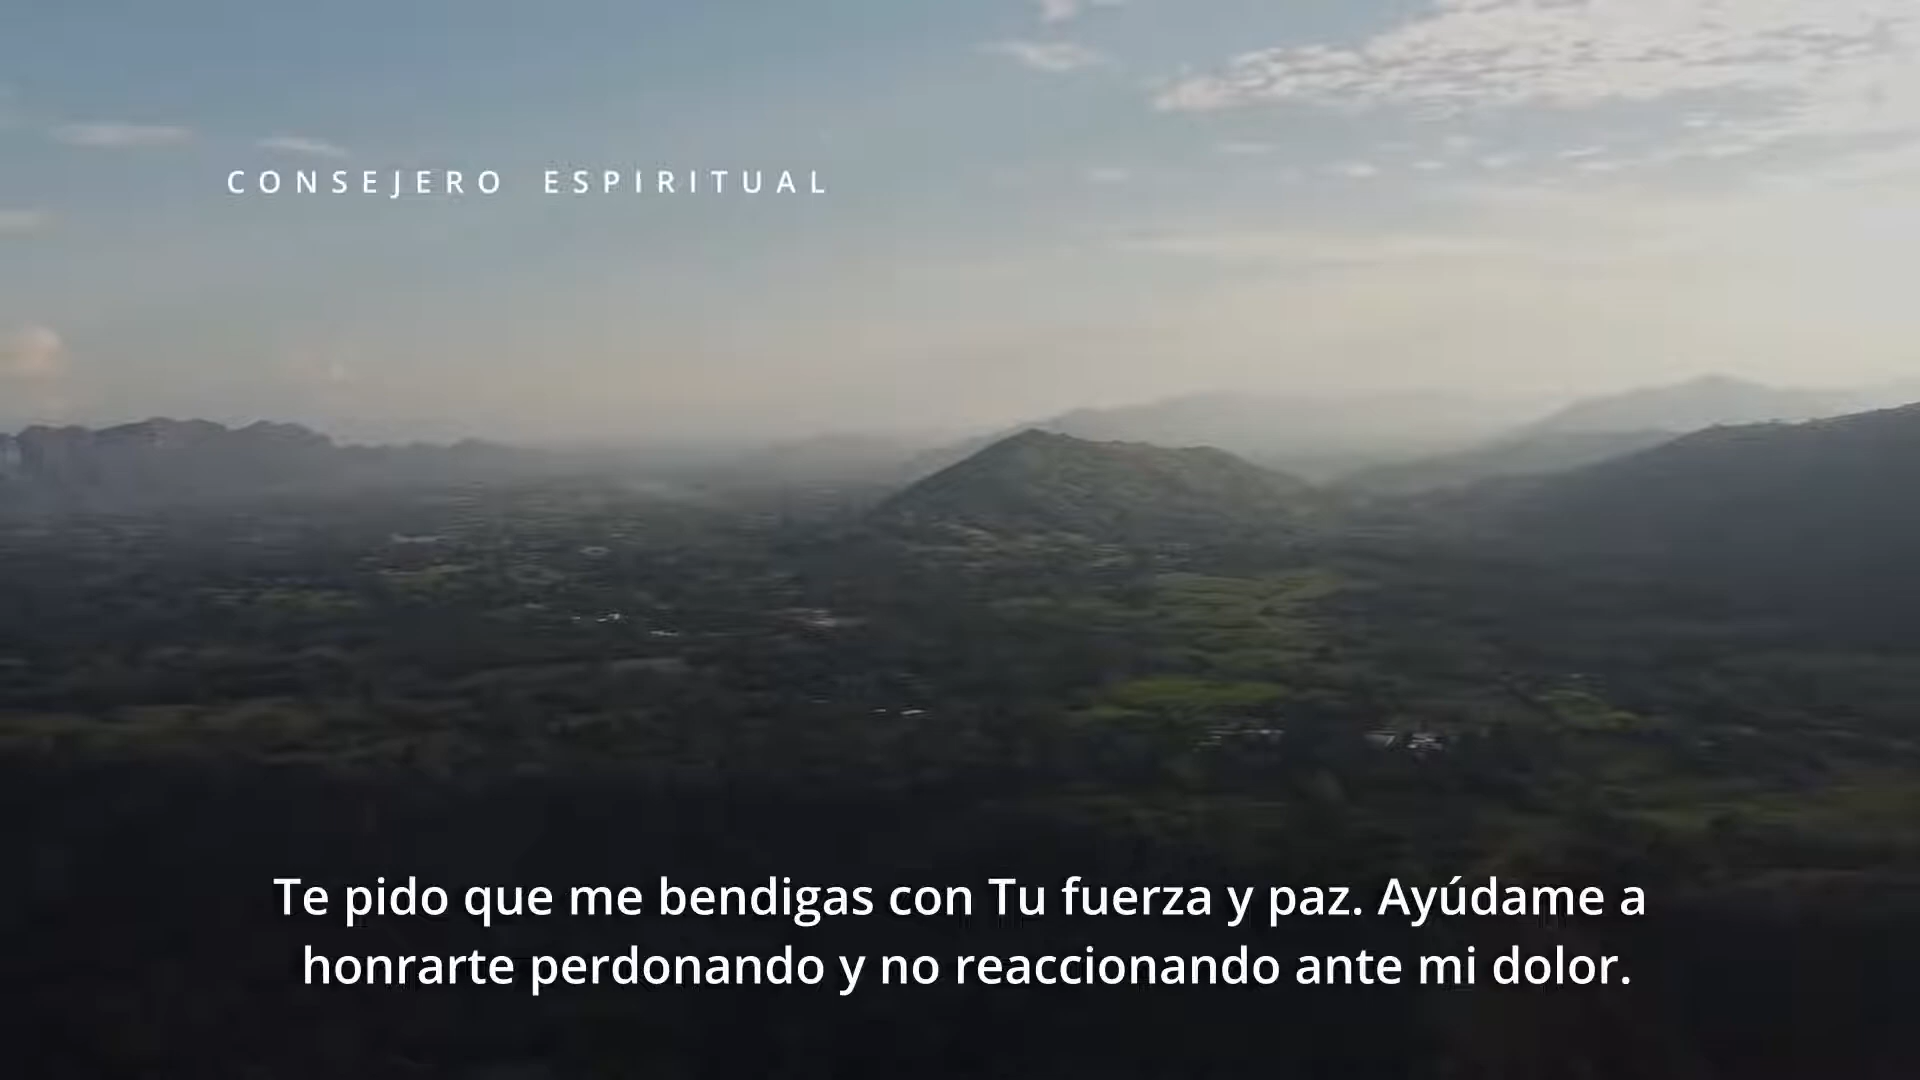 CONSEJERO ESPIRITUAL
Te pido que me bendigas con Tu fuerza y paz. Ayúdame a
honrarte perdonando y no reaccionando ante mi dolor.